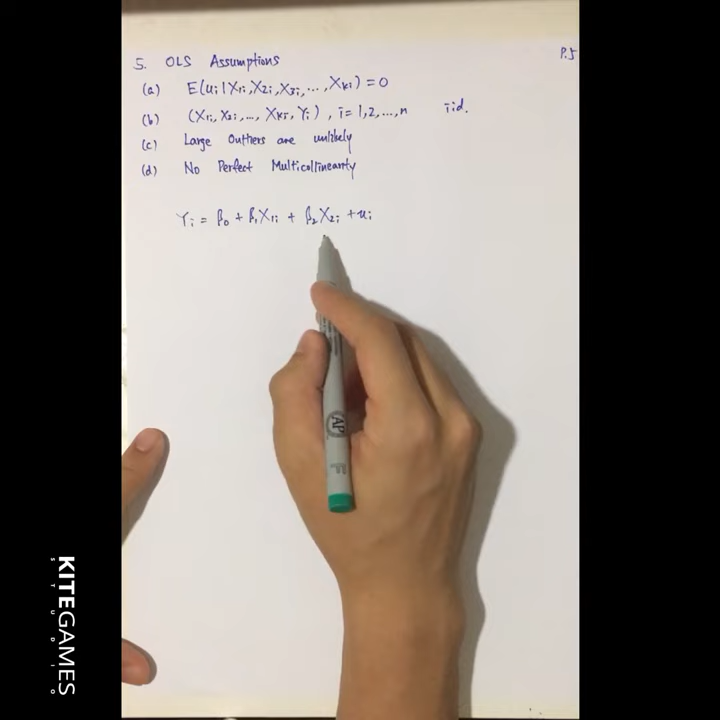 P.5
5. OLS Assumptions
(a) E(uᵢ | X₁ᵢ, X₂ᵢ, X₃ᵢ, ..., Xₖᵢ) = 0
(b) (X₁ᵢ, X₂ᵢ, ..., Xₖᵢ, Yᵢ), i = 1, 2, ..., n iid.
(c) Large Outliers are unlikely
(d) No Perfect Multicollinearity
Yᵢ = β₀ + β₁X₁ᵢ + β₂X₂ᵢ + uᵢ
AP
F
KITEGAMES
STUDIO